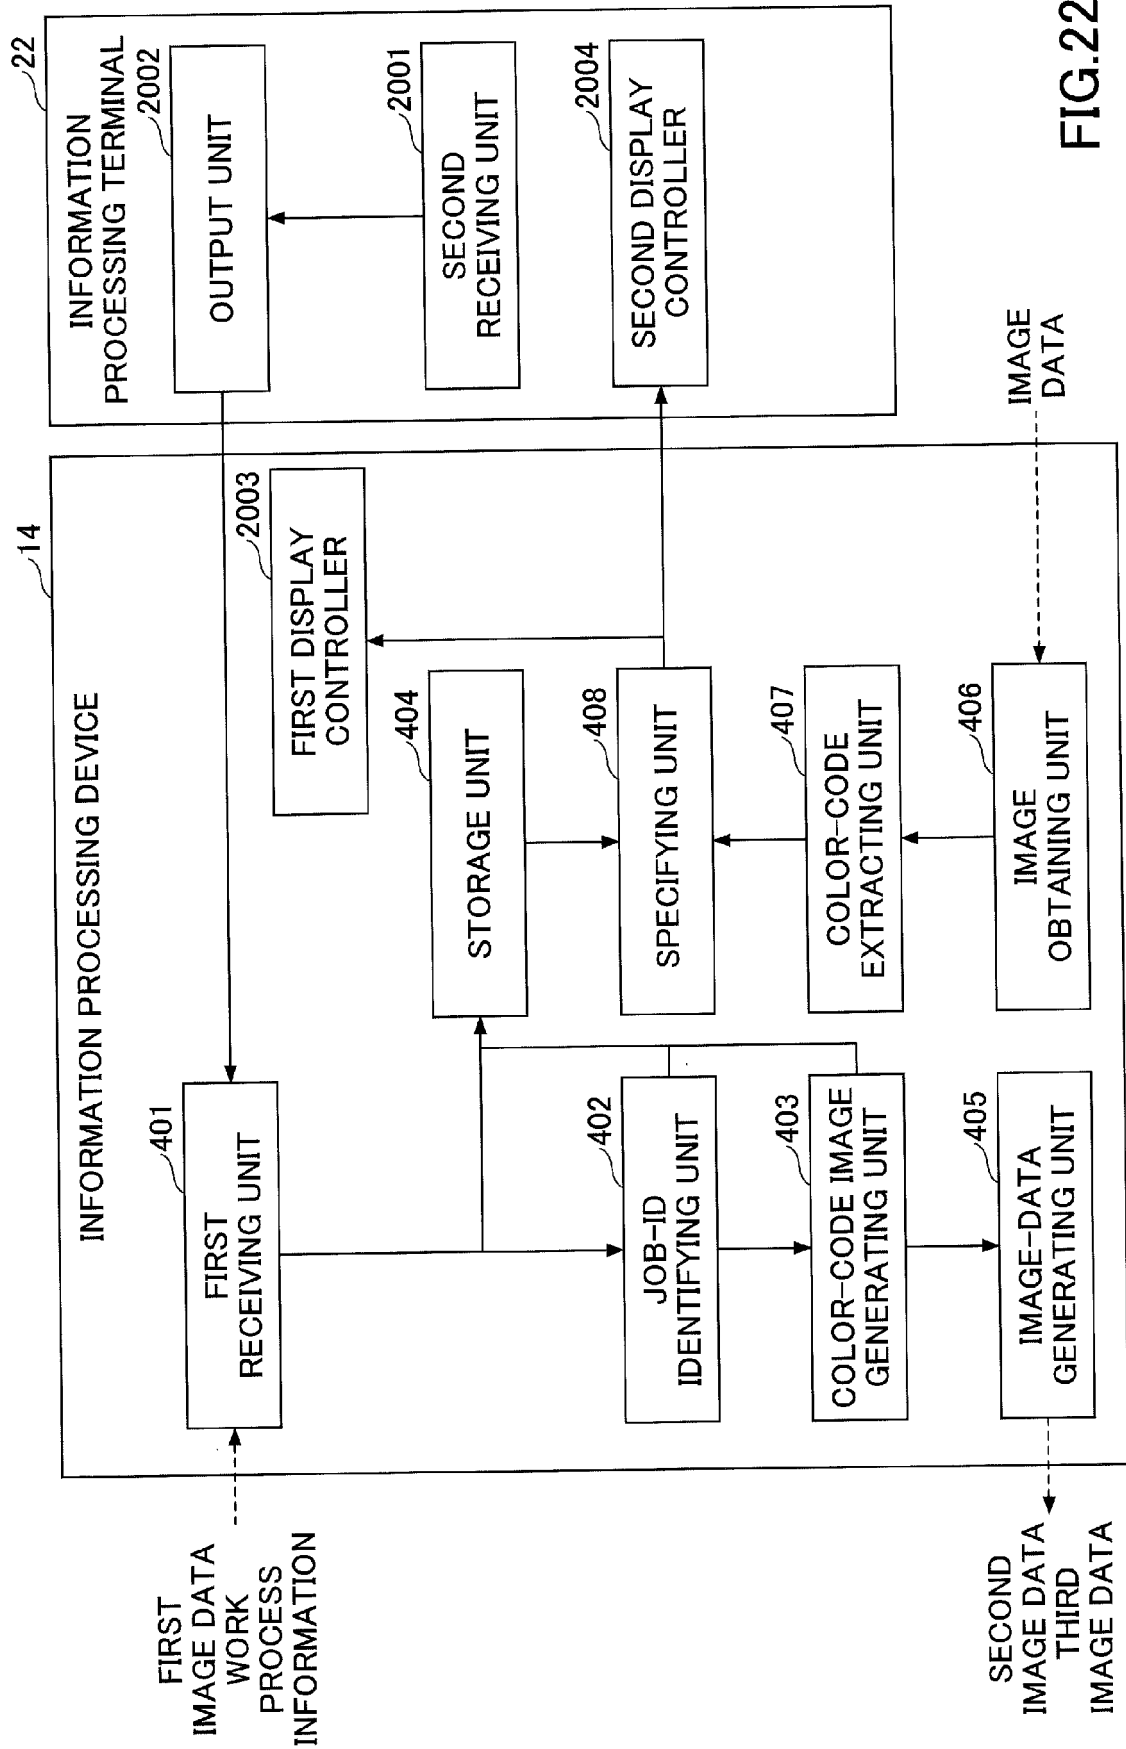 FIG.22
14
INFORMATION PROCESSING DEVICE
22
INFORMATION
PROCESSING TERMINAL
FIRST
IMAGE DATA
WORK
PROCESS
INFORMATION
401
FIRST
RECEIVING UNIT
2003
FIRST DISPLAY
CONTROLLER
2002
OUTPUT UNIT
404
STORAGE UNIT
2001
SECOND
RECEIVING UNIT
402
JOB-ID
IDENTIFYING UNIT
408
SPECIFYING UNIT
2004
SECOND DISPLAY
CONTROLLER
403
COLOR-CODE IMAGE
GENERATING UNIT
407
COLOR-CODE
EXTRACTING UNIT
405
IMAGE-DATA
GENERATING UNIT
406
IMAGE
OBTAINING UNIT
IMAGE
DATA
SECOND
IMAGE DATA
THIRD
IMAGE DATA